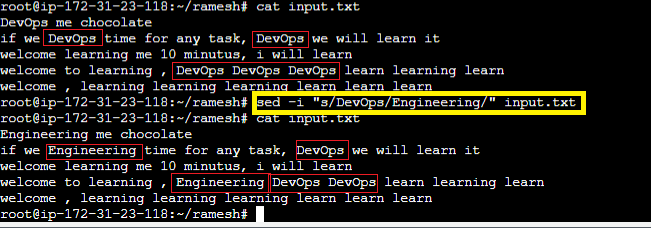 root@ip-172-31-23-118:~/ramesh# cat input.txt
DevOps me chocolate
if we DevOps time for any task, DevOps we will learn it
welcome learning me 10 minutus, i will learn
welcome to learning , DevOps DevOps DevOps learn learning learn
welcome , learning learning learning learn learn learn
root@ip-172-31-23-118:~/ramesh# sed -i "s/DevOps/Engineering/" input.txt
root@ip-172-31-23-118:~/ramesh# cat input.txt
Engineering me chocolate
if we Engineering time for any task, DevOps we will learn it
welcome learning me 10 minutus, i will learn
welcome to learning , Engineering DevOps DevOps learn learning learn
welcome , learning learning learning learn learn learn
root@ip-172-31-23-118:~/ramesh#